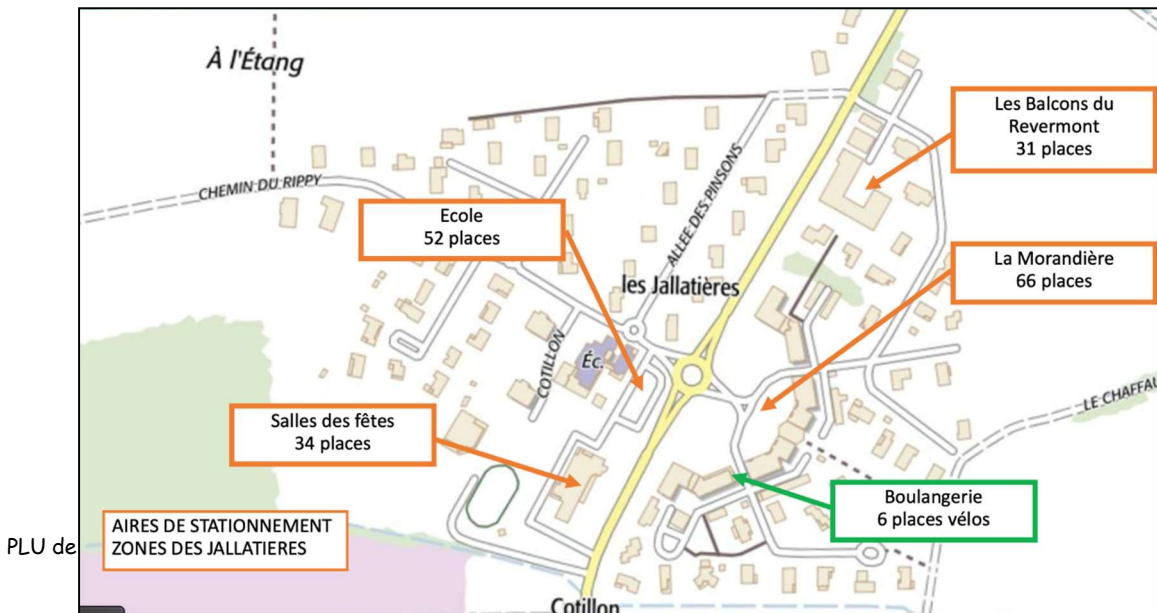 À l'Étang
Les Balcons du
Revermont
31 places
CHEMIN DU RIPPY
ALLEE DES PINSONS
Ecole
52 places
La Morandière
66 places
les Jallatières
COTILLON
Éc.
LE CHAFFAU
Salles des fêtes
34 places
Boulangerie
6 places vélos
AIRES DE STATIONNEMENT
ZONES DES JALLATIERES
PLU de
Cotillon